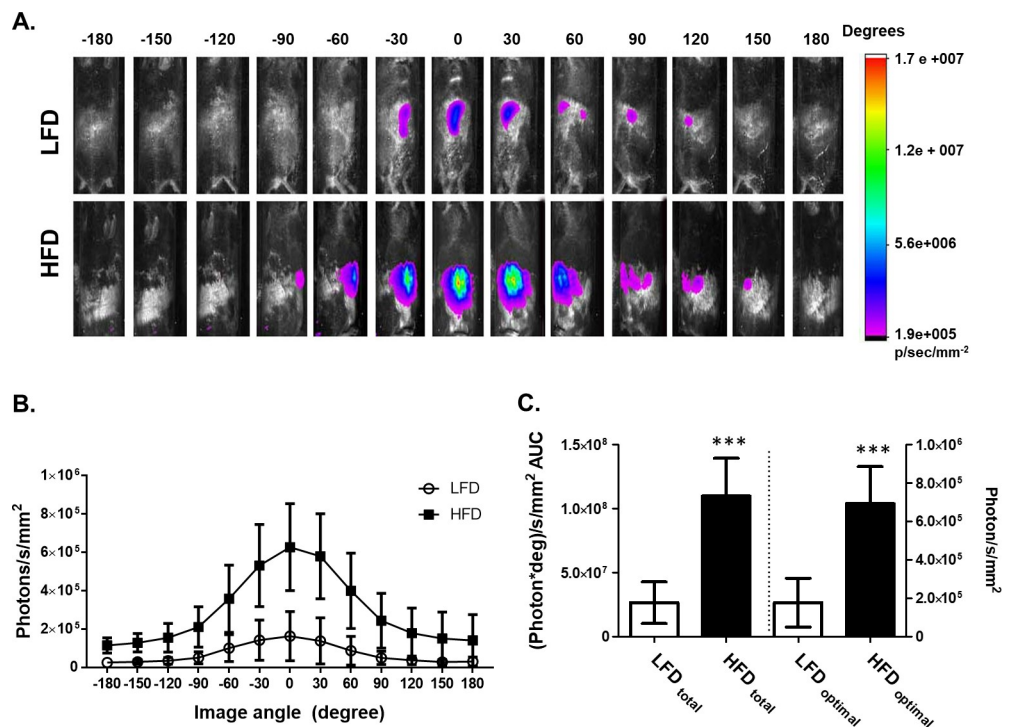 A.
-180 -150 -120 -90 -60 -30 0 30 60 90 120 150 180 Degrees
LFD
HFD
1.7 e +007
1.2e + 007
5.6e+006
1.9e+005
p/sec/mm⁻²
B.
Photons/s/mm²
1×10⁶
8×10⁵
6×10⁵
4×10⁵
2×10⁵
0
LFD
HFD
-180 -150 -120 -90 -60 -30 0 30 60 90 120 150 180
Image angle (degree)
C.
(Photon*deg)/s/mm² AUC
1.5×10⁸
1.0×10⁸
5.0×10⁷
0
*** ***
1.0×10⁶
8.0×10⁵
6.0×10⁵
4.0×10⁵
2.0×10⁵
0
Photon/s/mm²
LFD total
HFD total
LFD optimal
HFD optimal